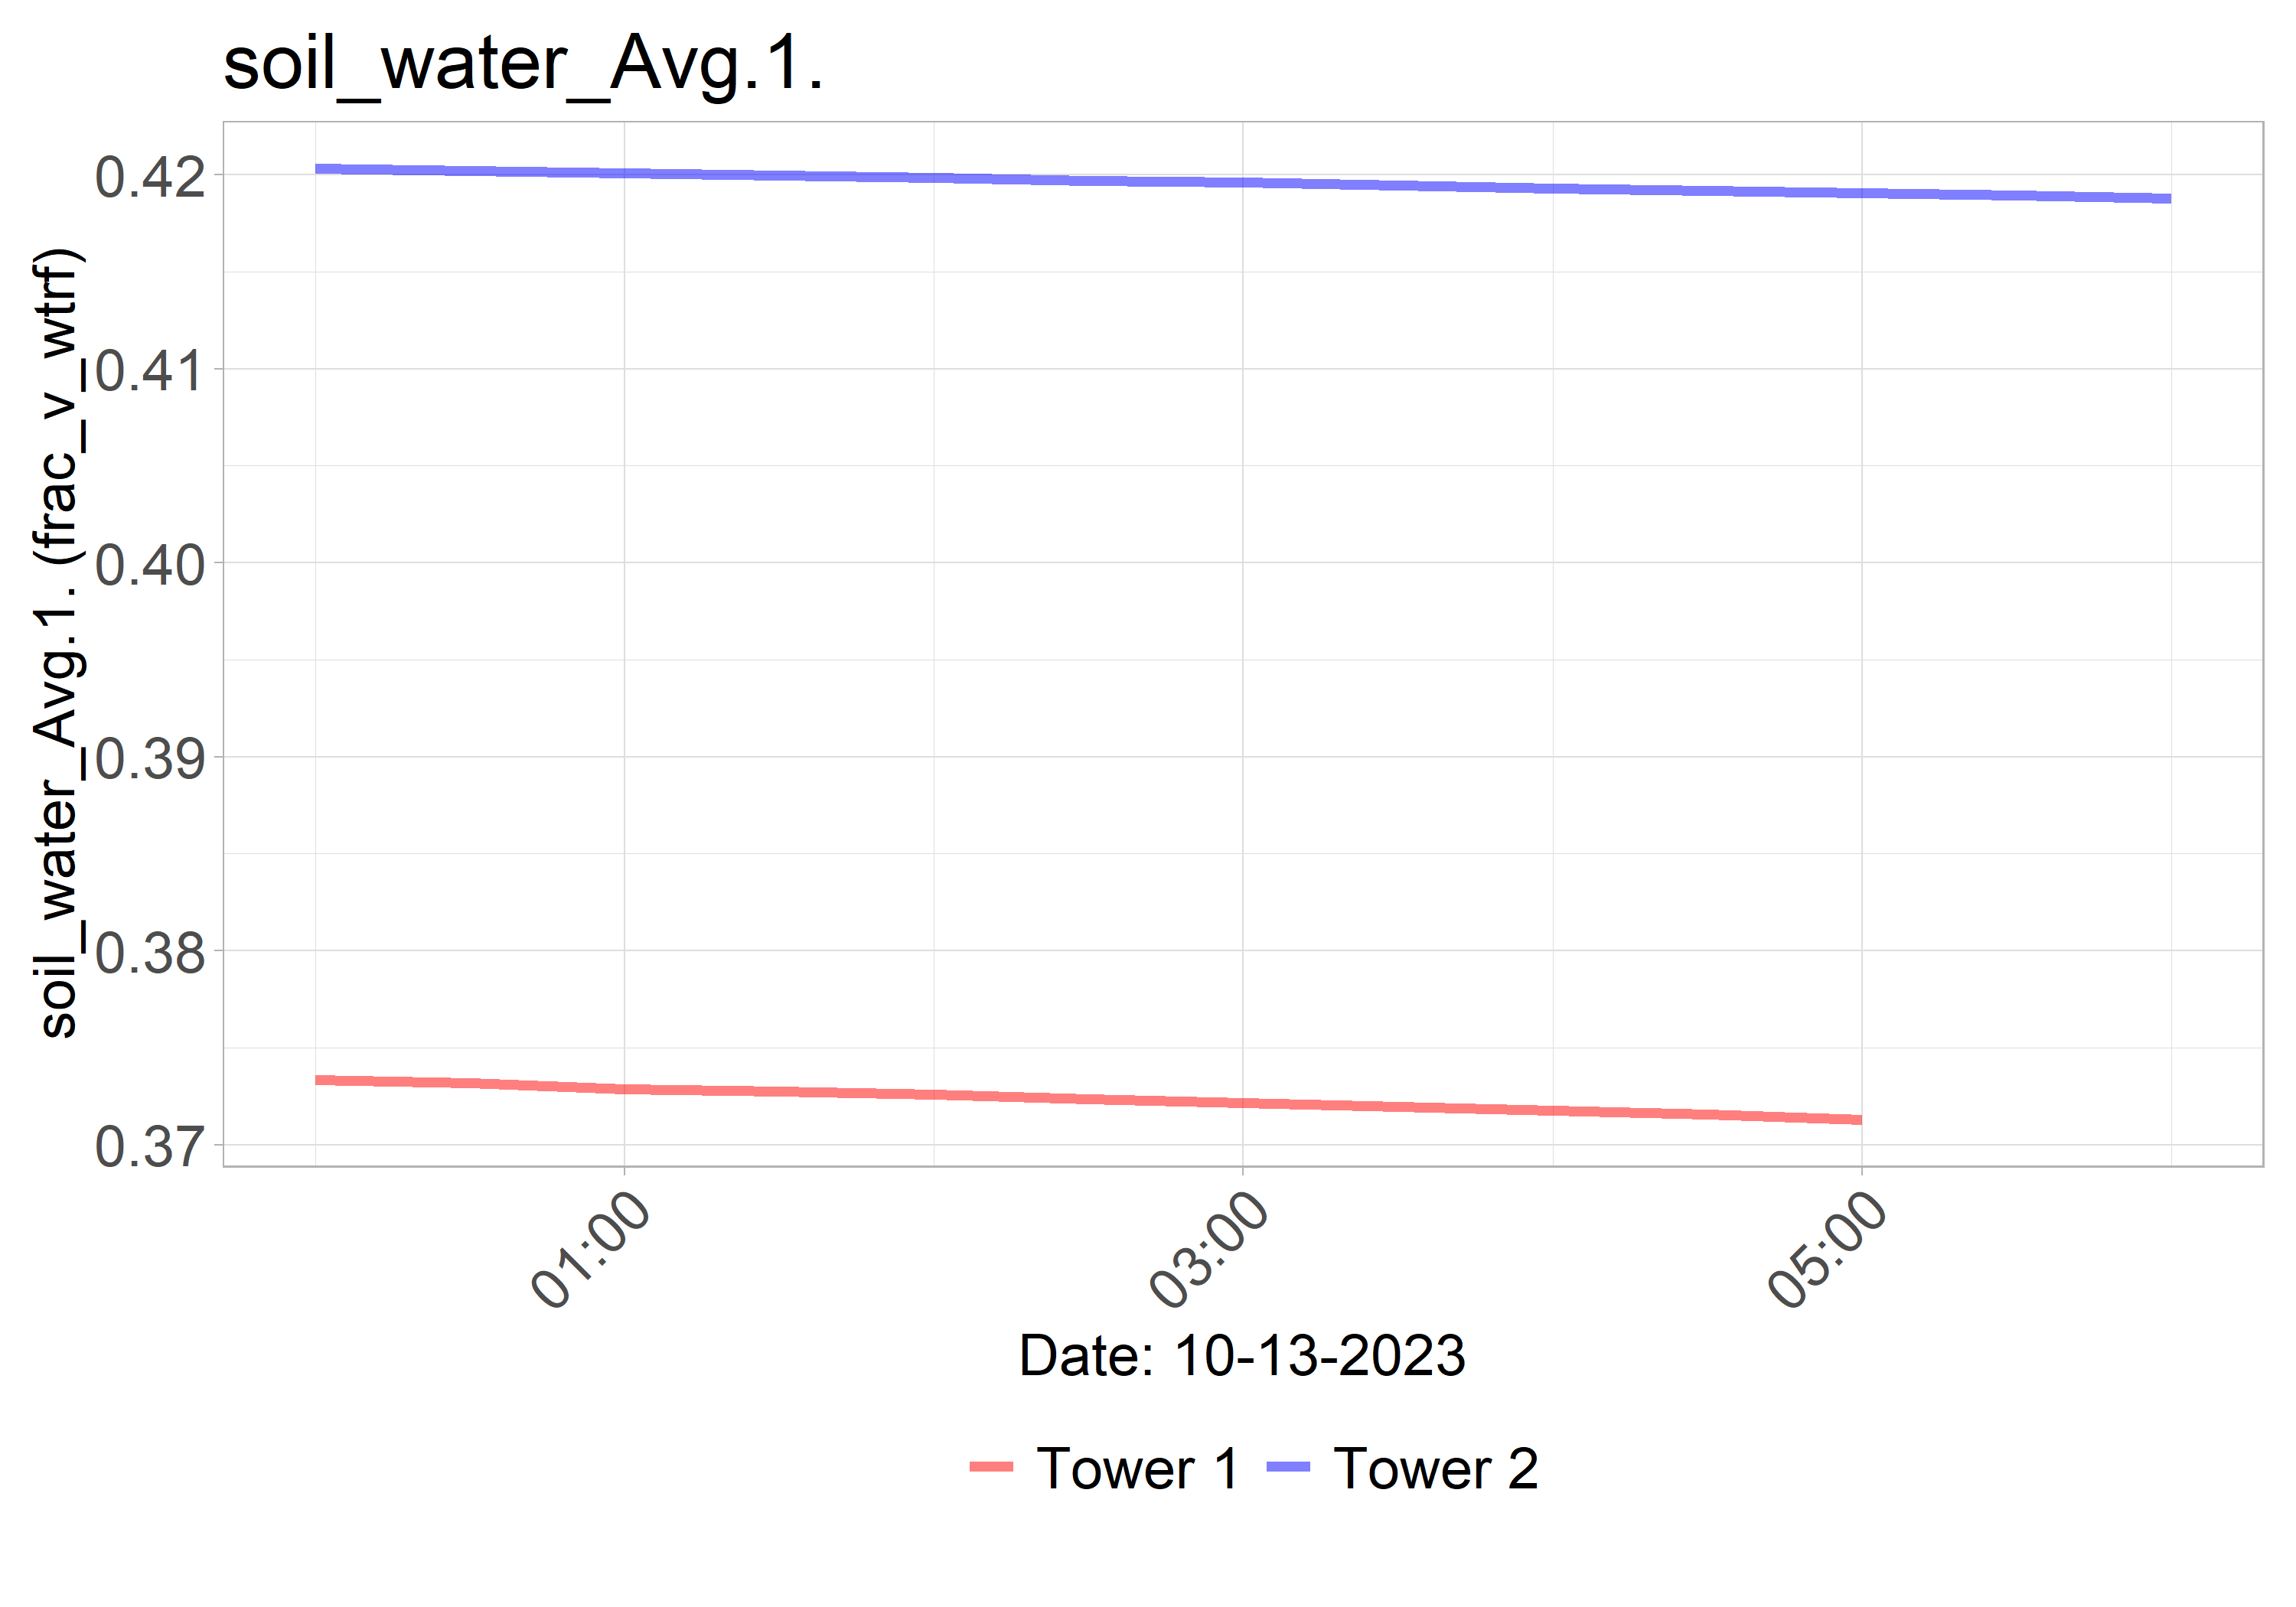 soil_water_Avg.1.
soil_water_Avg.1. (frac_v_wtrf)
0.42
0.41
0.40
0.39
0.38
0.37
01:00
03:00
05:00
Date: 10-13-2023
Tower 1
Tower 2